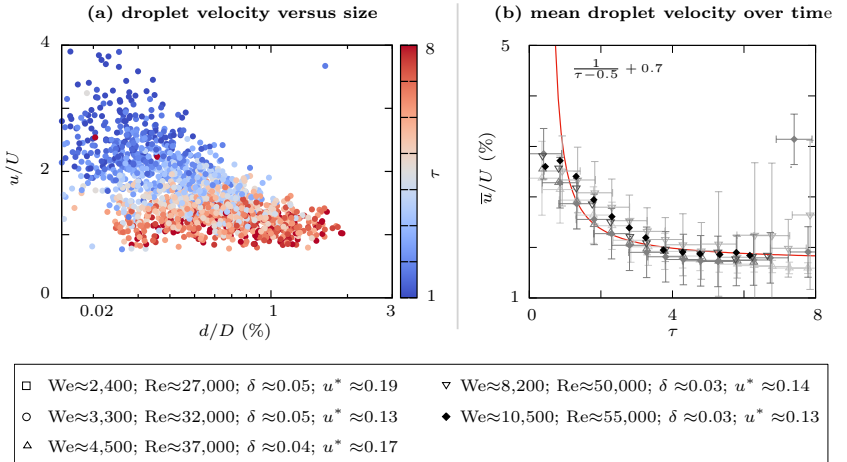 (a) droplet velocity versus size
(b) mean droplet velocity over time
4
2
0
u/U
0.02
1
3
d/D (%)
8
τ
1
5
1
u̅/U (%)
1/(τ−0.5) + 0.7
0
4
8
τ
□ We≈2,400; Re≈27,000; δ ≈0.05; u* ≈0.19
○ We≈3,300; Re≈32,000; δ ≈0.05; u* ≈0.13
△ We≈4,500; Re≈37,000; δ ≈0.04; u* ≈0.17
▽ We≈8,200; Re≈50,000; δ ≈0.03; u* ≈0.14
◆ We≈10,500; Re≈55,000; δ ≈0.03; u* ≈0.13